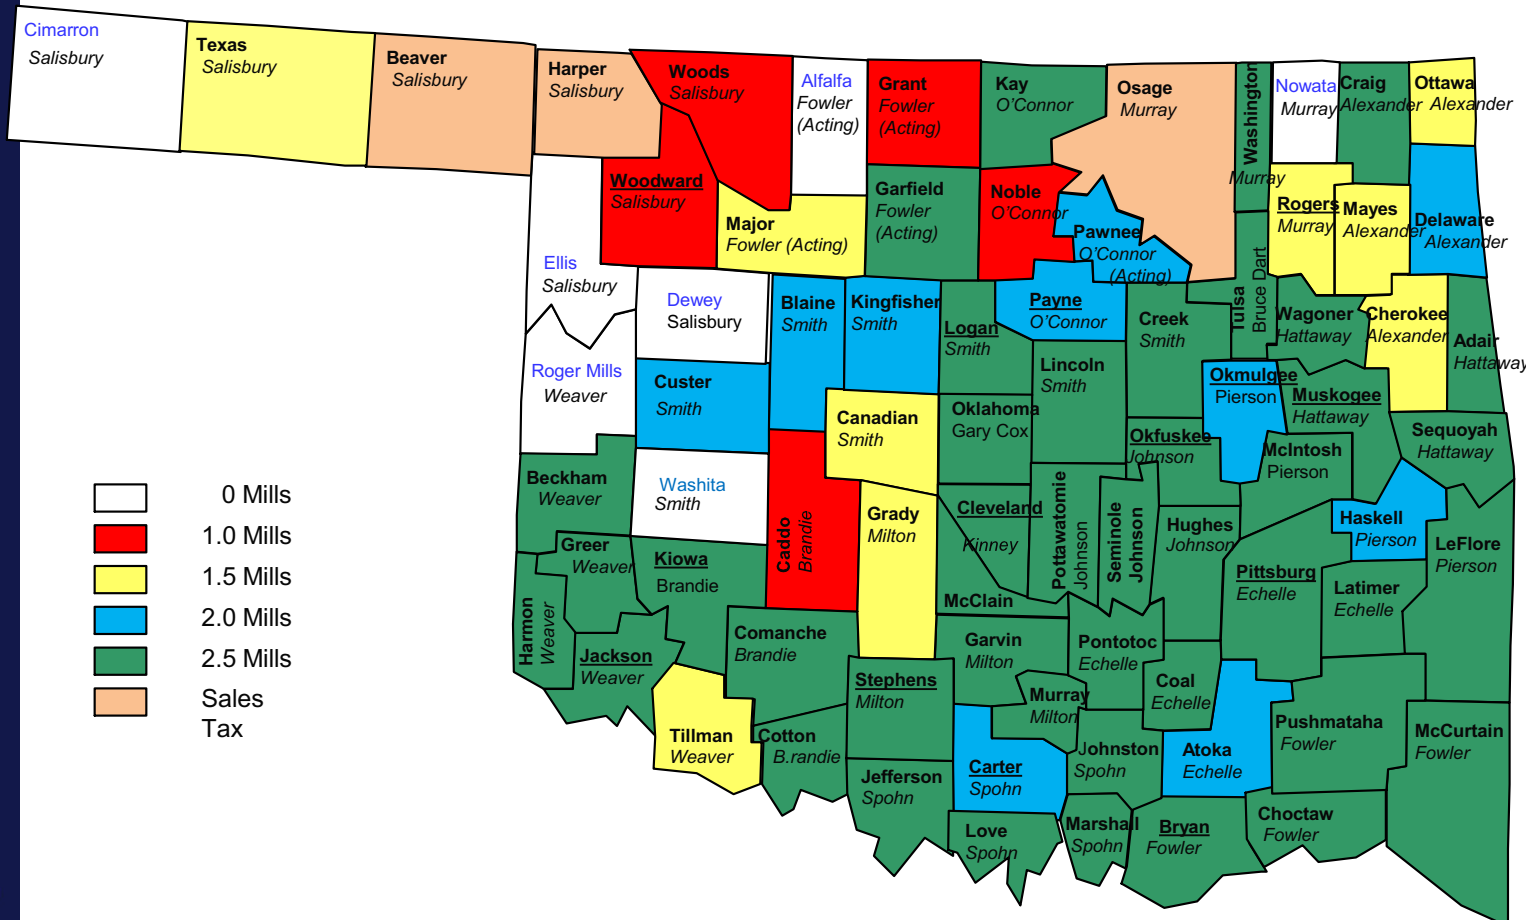 Cimarron
Salisbury
Texas
Salisbury
Beaver
Salisbury
Harper
Salisbury
Woods
Salisbury
Alfalfa
Fowler
(Acting)
Grant
Fowler
(Acting)
Kay
O'Connor
Osage
Murray
Washington
Murray
Nowata
Murray
Craig
Alexander
Ottawa
Alexander
Woodward
Salisbury
Major
Fowler (Acting)
Garfield
Fowler
(Acting)
Noble
O'Connor
Pawnee
O'Connor
(Acting)
Rogers
Murray
Mayes
Alexander
Delaware
Alexander
Ellis
Salisbury
Dewey
Salisbury
Blaine
Smith
Kingfisher
Smith
Logan
Smith
Payne
O'Connor
Creek
Smith
Tulsa
Bruce Dart
Wagoner
Hattaway
Cherokee
Alexander
Adair
Hattaway
Roger Mills
Weaver
Custer
Smith
Canadian
Smith
Oklahoma
Gary Cox
Lincoln
Smith
Okmulgee
Pierson
Muskogee
Hattaway
Okfuskee
Johnson
McIntosh
Pierson
Sequoyah
Hattaway
Beckham
Weaver
Washita
Smith
Caddo
Brandie
Grady
Milton
Cleveland
Kinney
Pottawatomie
Johnson
Seminole
Johnson
Hughes
Johnson
Haskell
Pierson
LeFlore
Pierson
Greer
Weaver
Kiowa
Brandie
McClain
Pittsburg
Echelle
Latimer
Echelle
Harmon
Weaver
Jackson
Weaver
Comanche
Brandie
Stephens
Milton
Garvin
Milton
Murray
Milton
Pontotoc
Echelle
Coal
Echelle
Tillman
Weaver
Cotton
B.randie
Jefferson
Spohn
Carter
Spohn
Johnston
Spohn
Atoka
Echelle
Pushmataha
Fowler
McCurtain
Fowler
Love
Spohn
Marshall
Spohn
Bryan
Fowler
Choctaw
Fowler
0 Mills
1.0 Mills
1.5 Mills
2.0 Mills
2.5 Mills
Sales
Tax